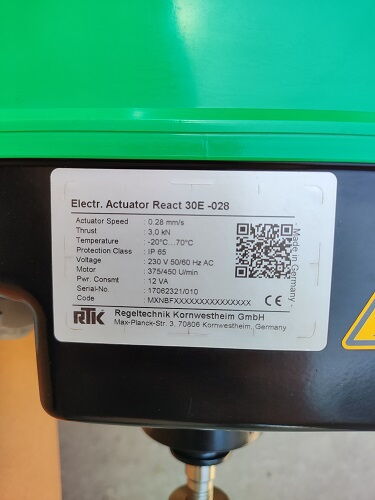 Electr. Actuator React 30E -028
Actuator Speed : 0.28 mm/s
Thrust : 3,0 kN
Temperature : -20°C...70°C
Protection Class : IP 65
Voltage : 230 V 50/60 Hz AC
Motor : 375/450 U/min
Pwr. Consmt : 12 VA
Serial-No. : 17062321/010
Code : MXNBFXXXXXXXXXXXXXXX
- Made in Germany -
CE
RTK Regeltechnik Kornwestheim GmbH
Max-Planck-Str. 3, 70806 Kornwestheim, Germany